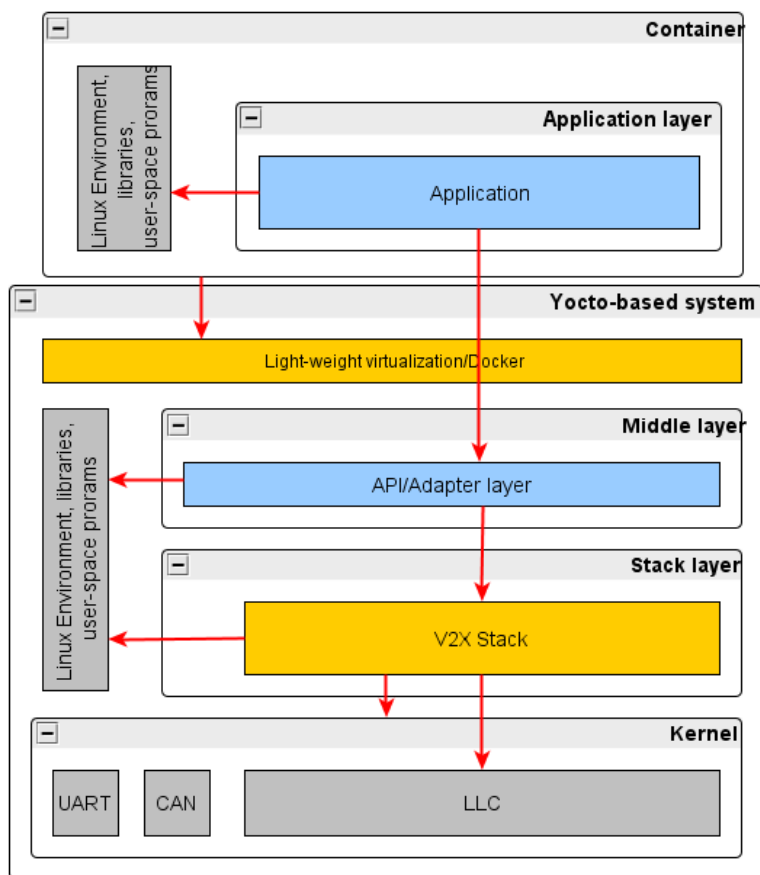 Container
Linux Environment,
libraries,
user-space prorams
Application layer
Application
Yocto-based system
Light-weight virtualization/Docker
Linux Environment, libraries,
user-space prorams
Middle layer
API/Adapter layer
Stack layer
V2X Stack
Kernel
UART
CAN
LLC